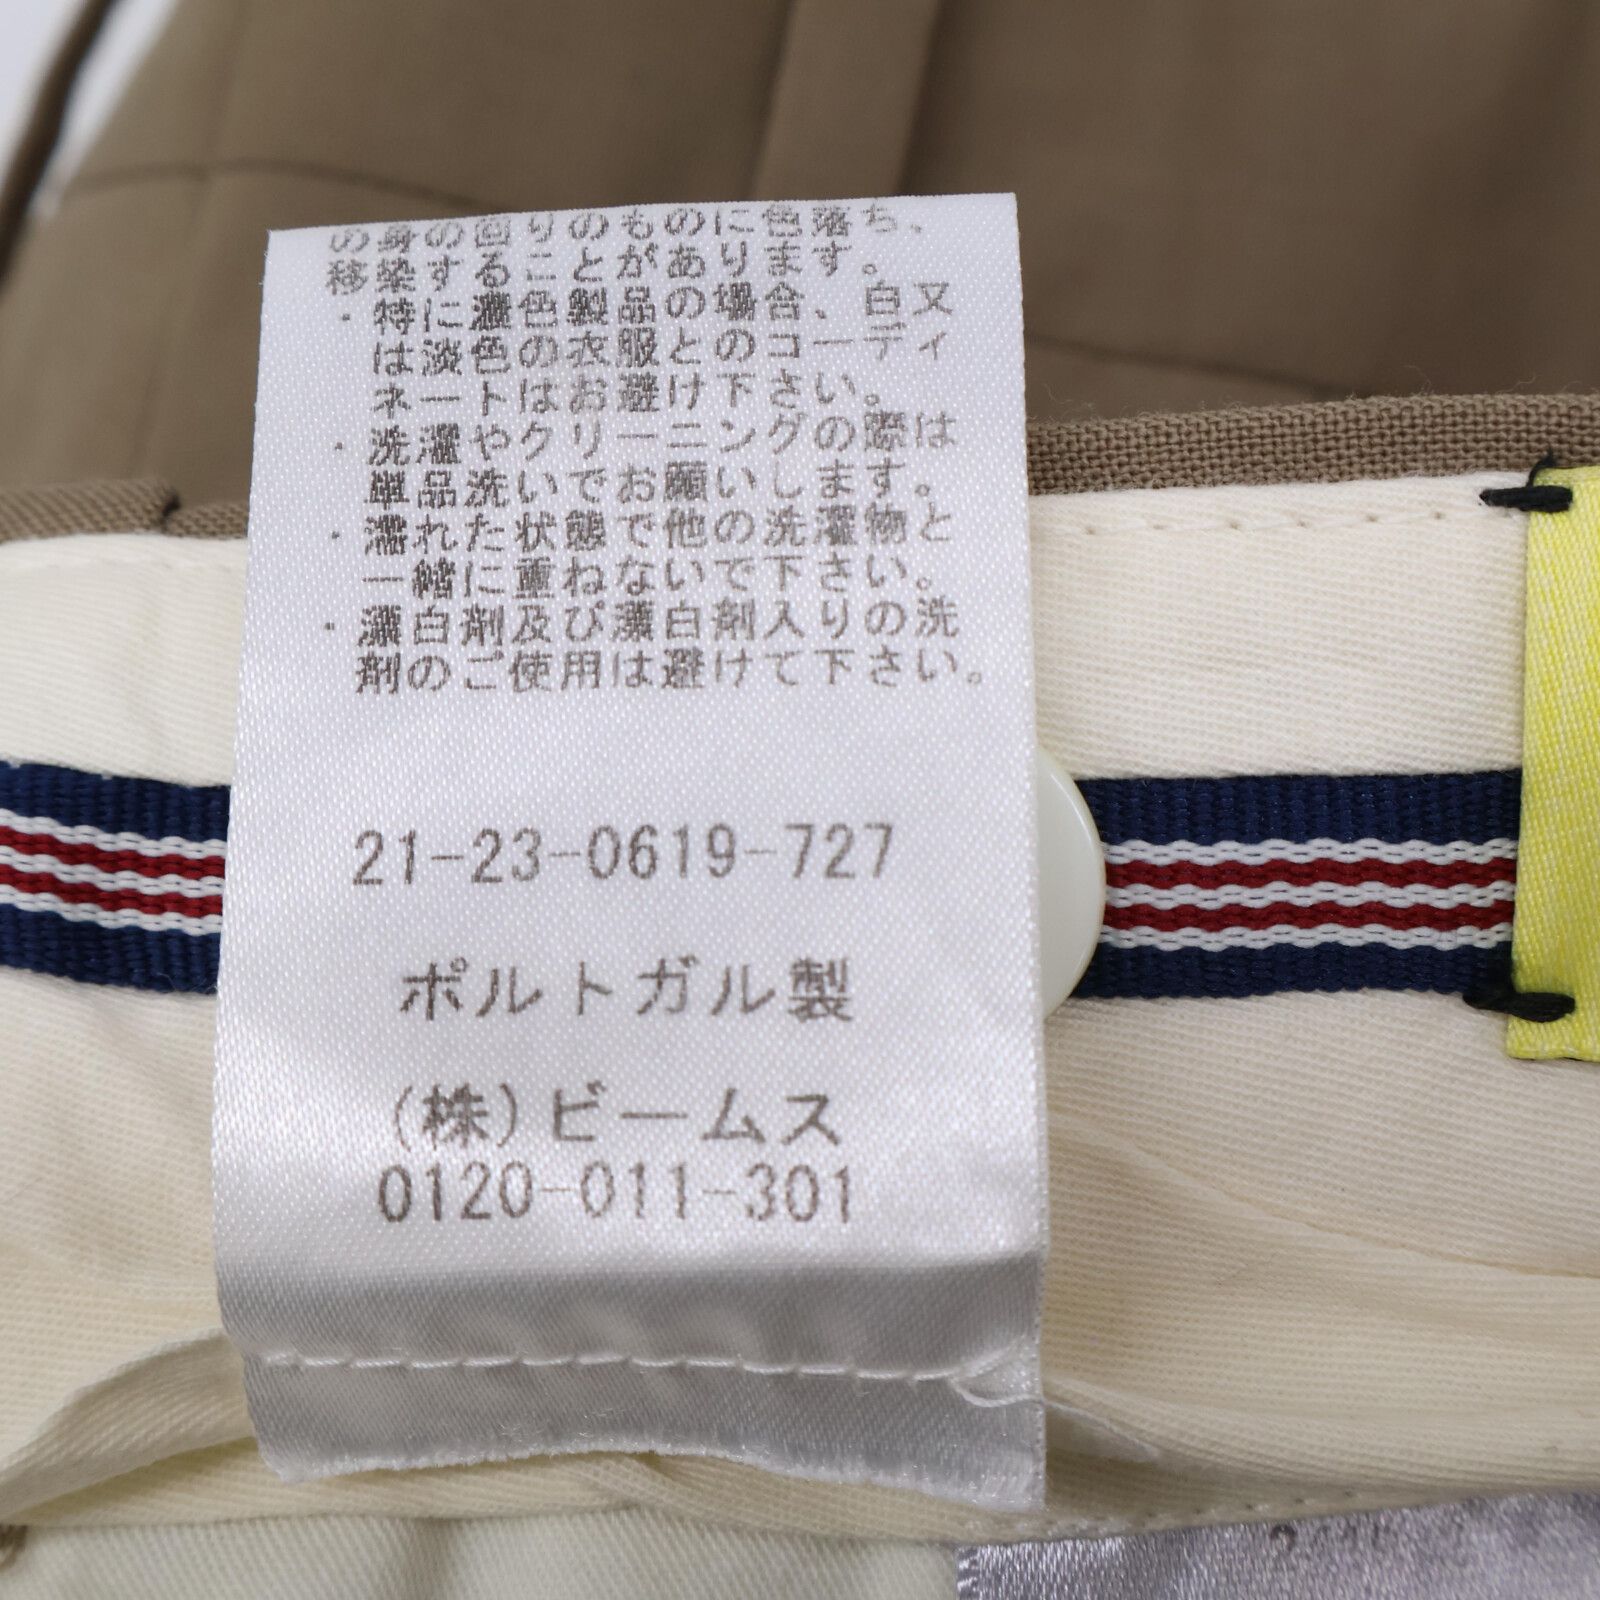 の身の回りのものに色落ち、
移染することがあります。
・特に濃色製品の場合、白又
は淡色の衣服とのコーディ
ネートはお避け下さい。
・洗濯やクリーニングの際は
単品洗いでお願いします。
・濡れた状態で他の洗濯物と
一緒に重ねないで下さい。
・漂白剤及び漂白剤入りの洗
剤のご使用は避けて下さい。
21-23-0619-727
ポルトガル製
(株)ビームス
0120-011-301